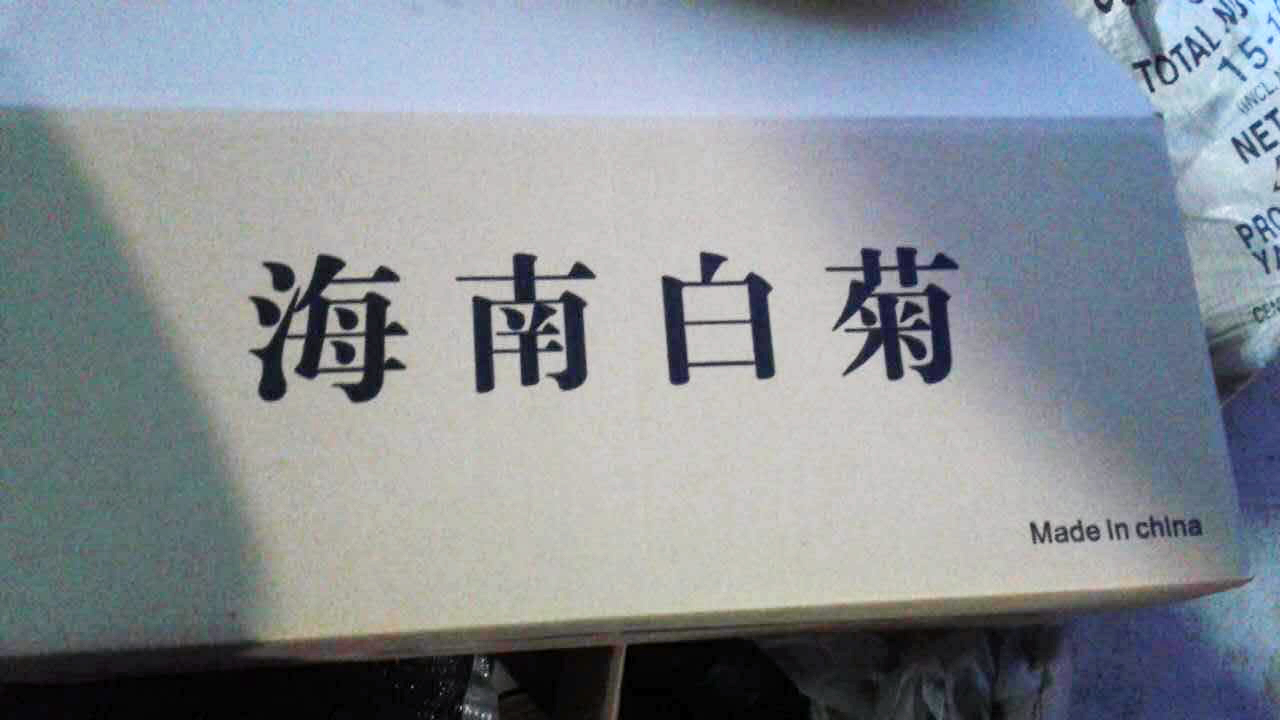 海南白菊
Made In china
TOTAL
15-1
NET
PRO